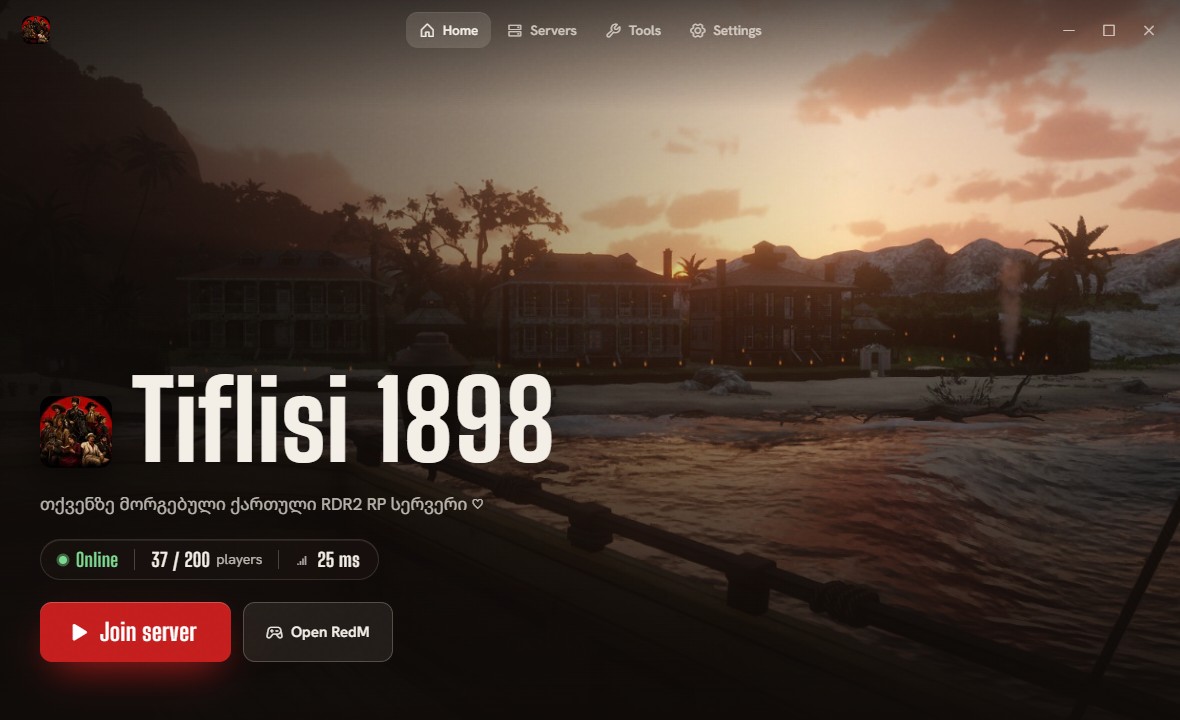 Home Servers Tools Settings
Tiflisi 1898
თქვენზე მორგებული ქართული RDR2 RP სერვერი ♡
Online 37 / 200 players 25 ms
Join server Open RedM